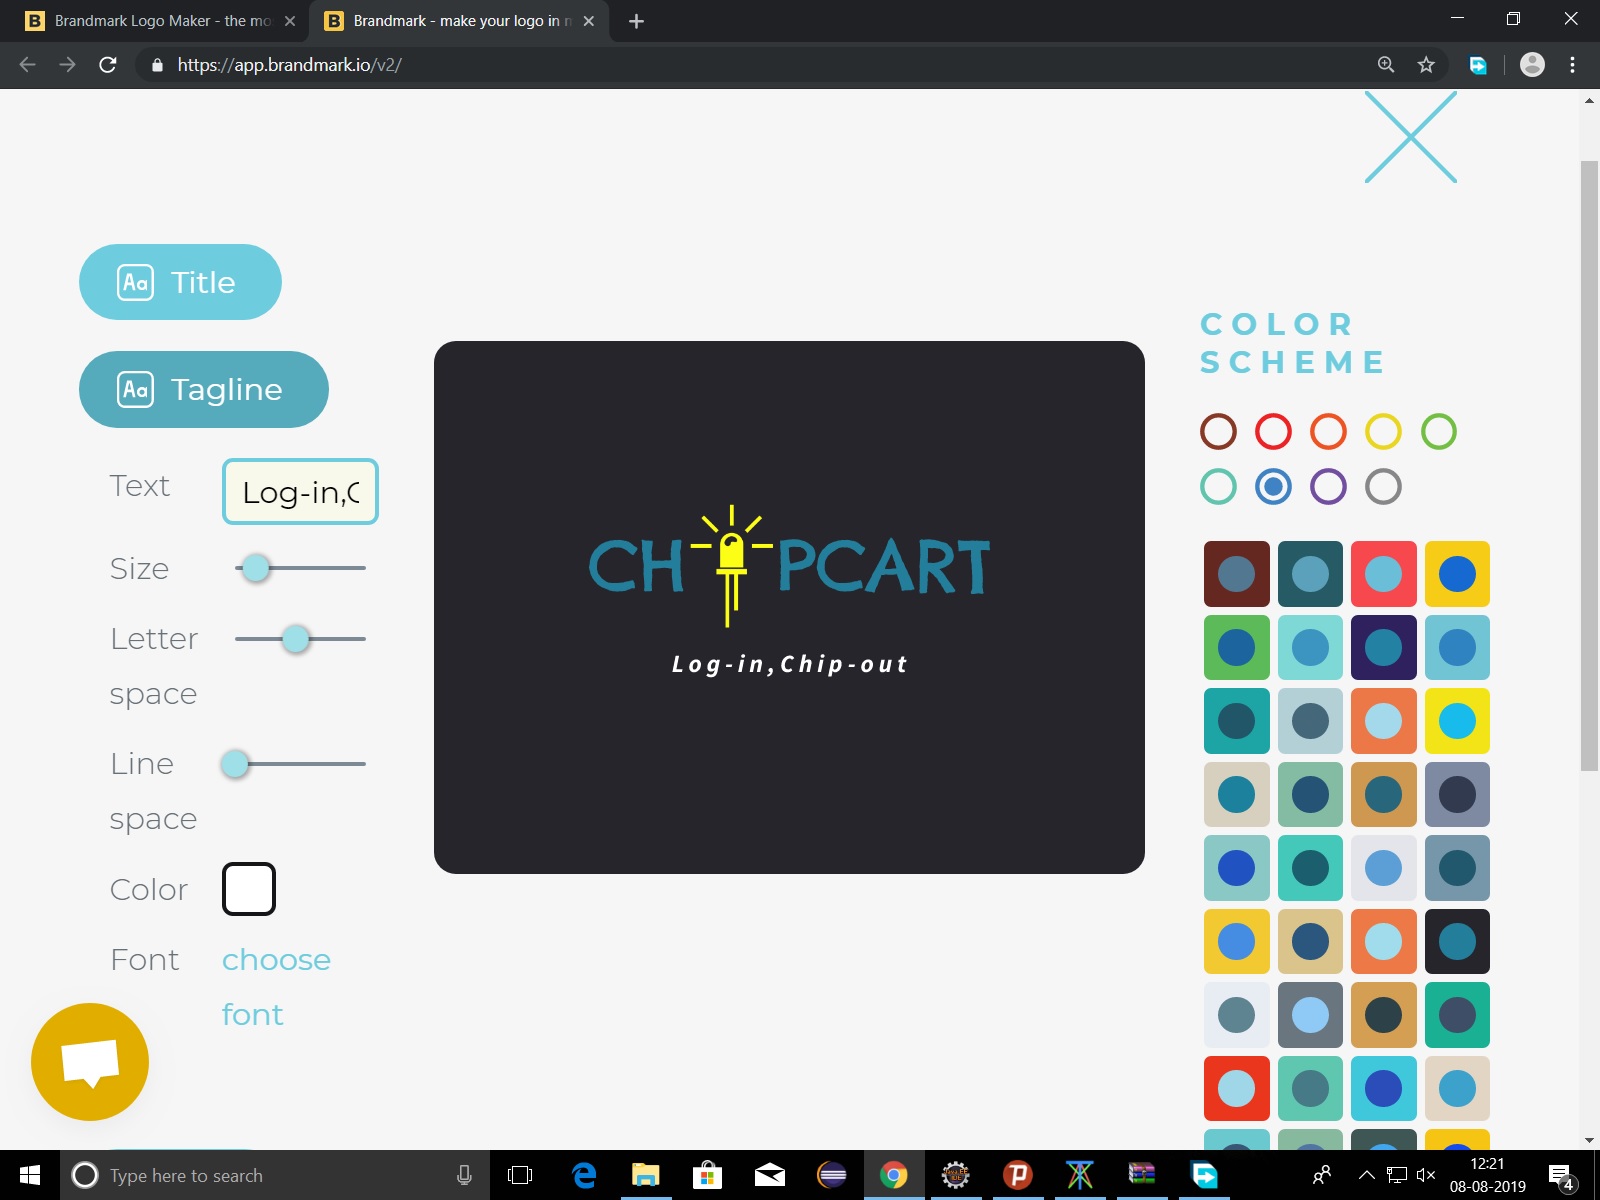 Brandmark Logo Maker - the mo
Brandmark - make your logo in m
https://app.brandmark.io/v2/
Aa Title
Aa Tagline
Text Log-in,C
Size
Letter space
Line space
Color
Font choose font
CH PCART
Log-in,Chip-out
COLOR
SCHEME
Type here to search
12:21
08-08-2019
4